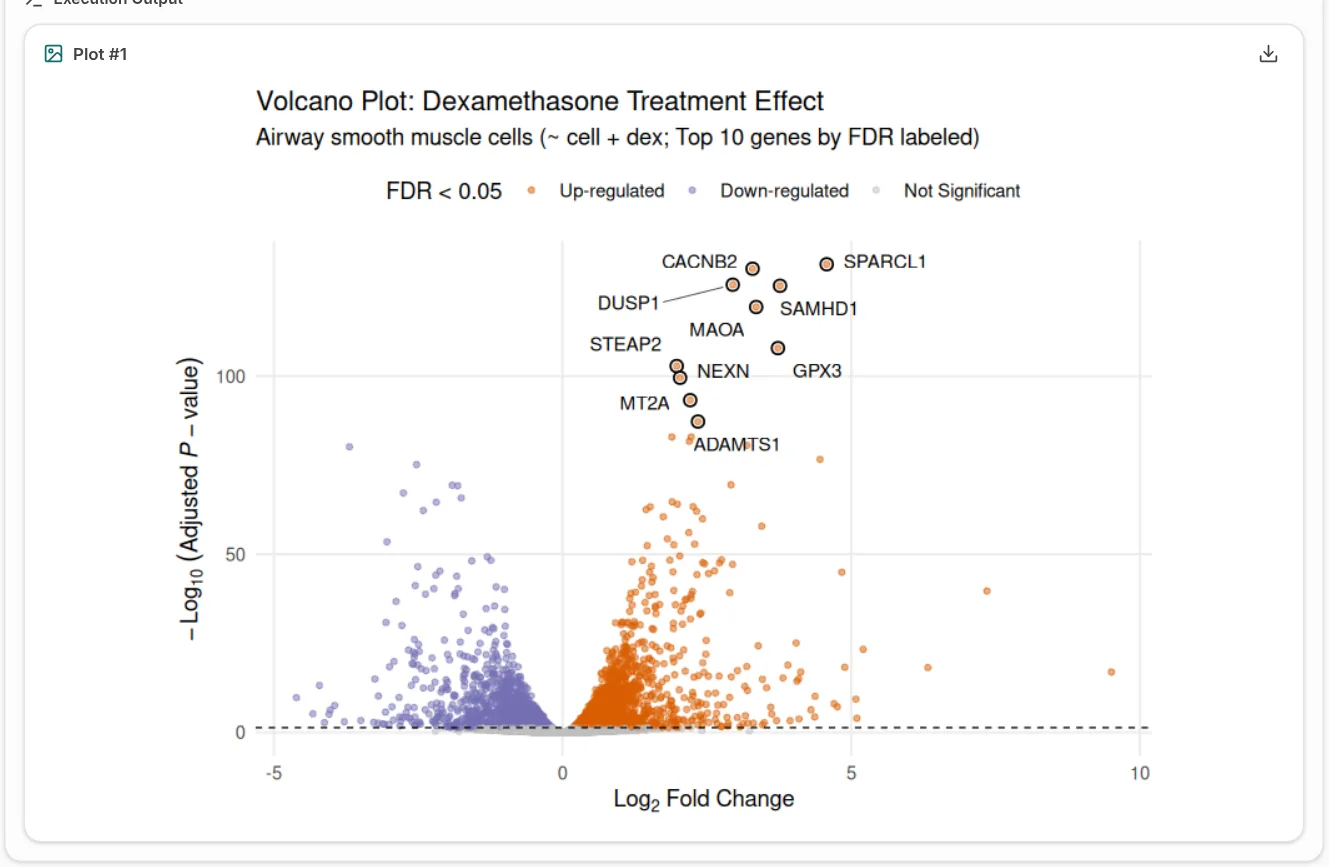 Execution Output
Plot #1
Volcano Plot: Dexamethasone Treatment Effect
Airway smooth muscle cells (~ cell + dex; Top 10 genes by FDR labeled)
FDR < 0.05 Up-regulated Down-regulated Not Significant
CACNB2 SPARCL1
DUSP1 SAMHD1
MAOA
STEAP2
NEXN GPX3
MT2A
ADAMTS1
100
50
0
−Log₁₀ (Adjusted P − value)
-5 0 5 10
Log₂ Fold Change